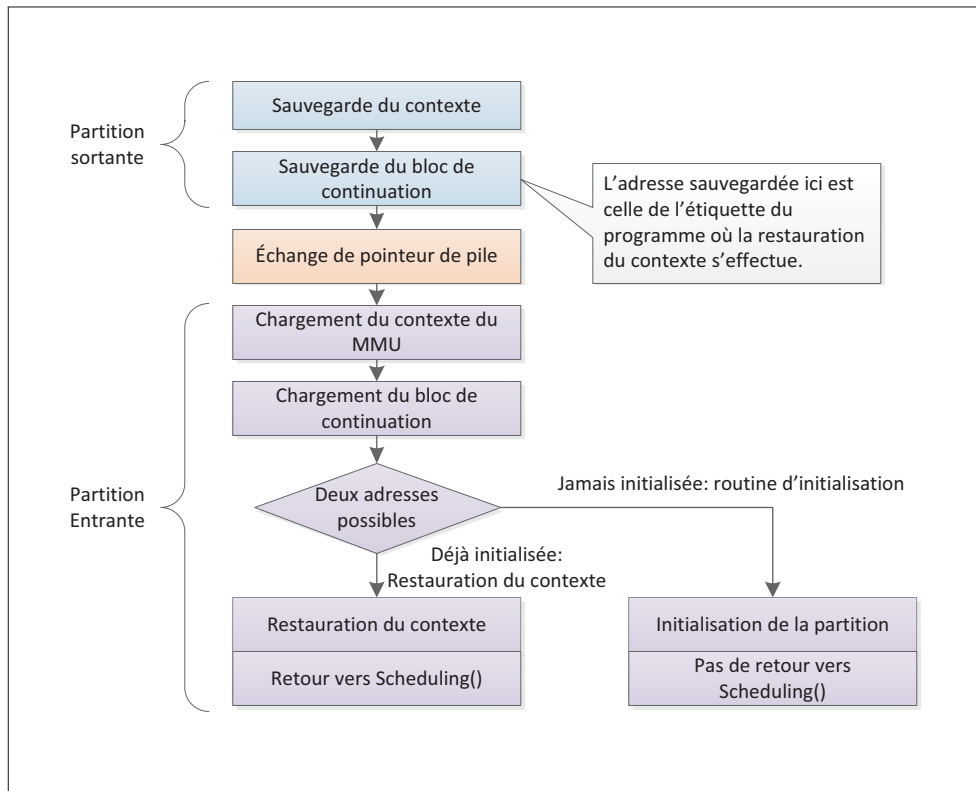 Partition
sortante
Sauvegarde du contexte
Sauvegarde du bloc de
continuation
L’adresse sauvegardée ici est
celle de l’étiquette du
programme où la restauration
du contexte s’effectue.
Échange de pointeur de pile
Partition
Entrante
Chargement du contexte du
MMU
Chargement du bloc de
continuation
Deux adresses
possibles
Jamais initialisée: routine d’initialisation
Déjà initialisée:
Restauration du contexte
Restauration du contexte
Retour vers Scheduling()
Initialisation de la partition
Pas de retour vers
Scheduling()